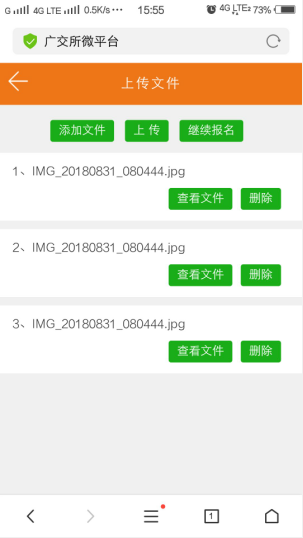 G 4G LTE 0.5K/s ··· 15:55 4G LTE2 73%
广交所微平台
上传文件
添加文件 上 传 继续报名
1、IMG_20180831_080444.jpg
查看文件 删除
2、IMG_20180831_080444.jpg
查看文件 删除
3、IMG_20180831_080444.jpg
查看文件 删除
1